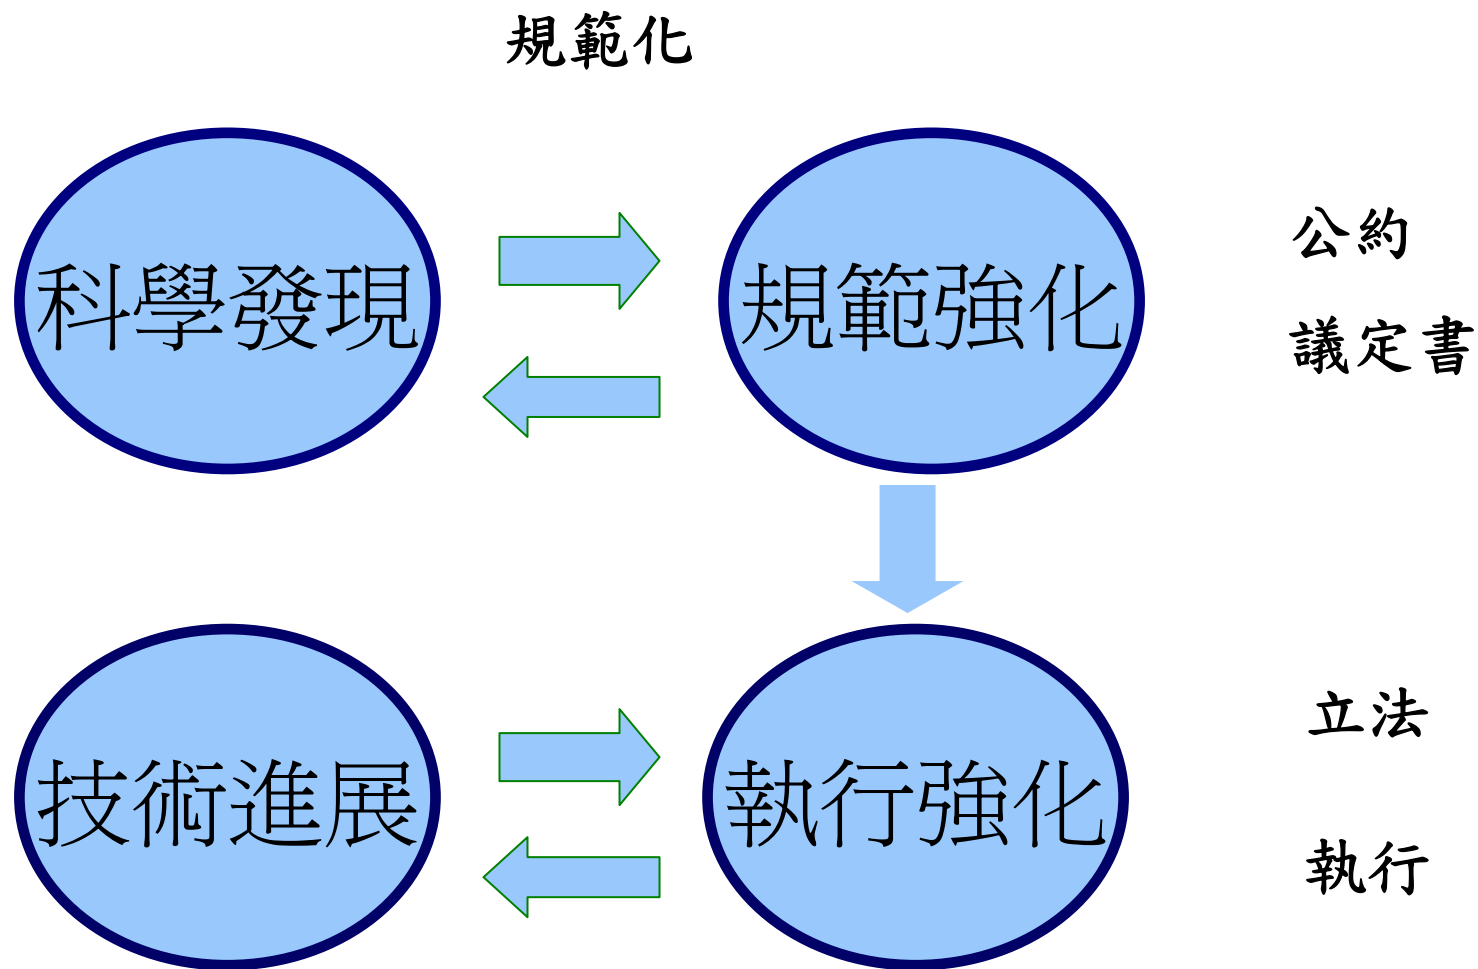 規範化
科學發現
規範強化
公約
議定書
技術進展
執行強化
立法
執行